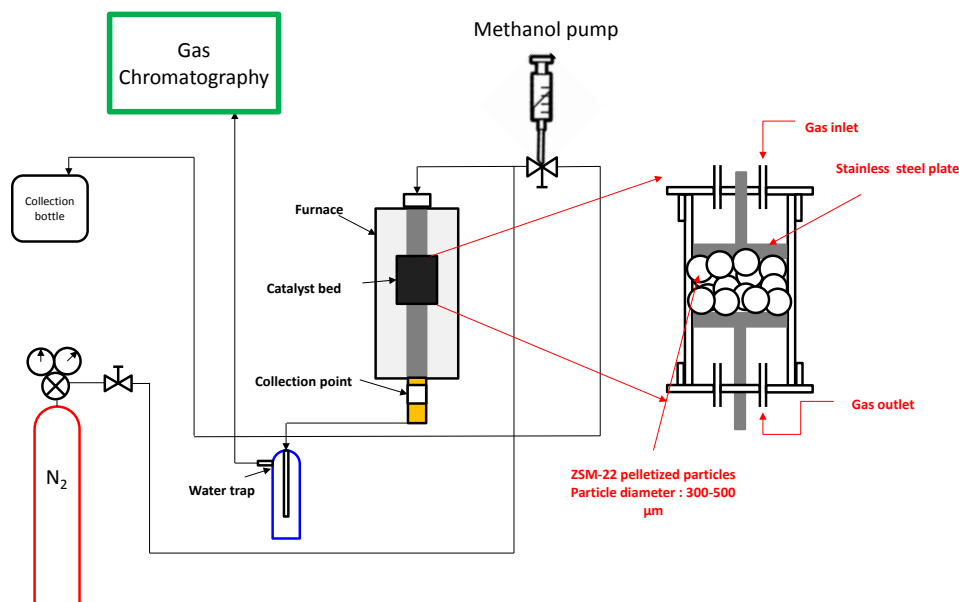 Methanol pump
Gas
Chromatography
Gas inlet
Stainless steel plate
Collection
bottle
Furnace
Catalyst bed
Collection point
Gas outlet
Water trap
N₂
ZSM-22 pelletized particles
Particle diameter : 300-500
µm